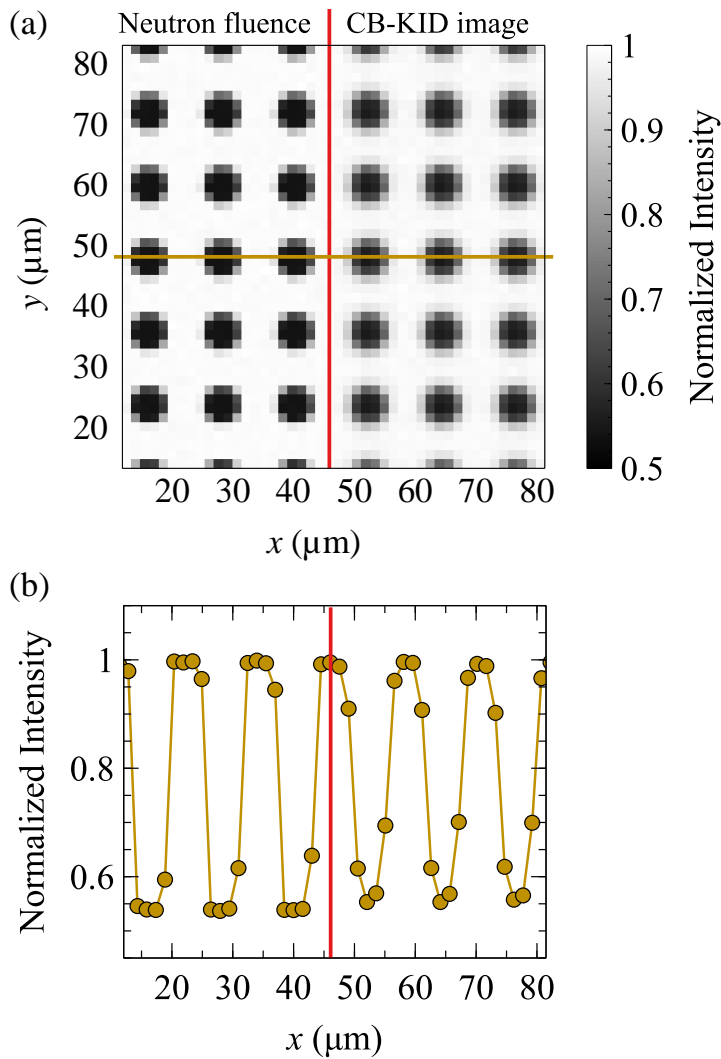 (a)
Neutron fluence CB-KID image
80
70
60
50
40
30
20
y (µm)
20 30 40 50 60 70 80
x (µm)
1
0.9
0.8
0.7
0.6
0.5
Normalized Intensity
(b)
1
0.8
0.6
Normalized Intensity
20 30 40 50 60 70 80
x (µm)